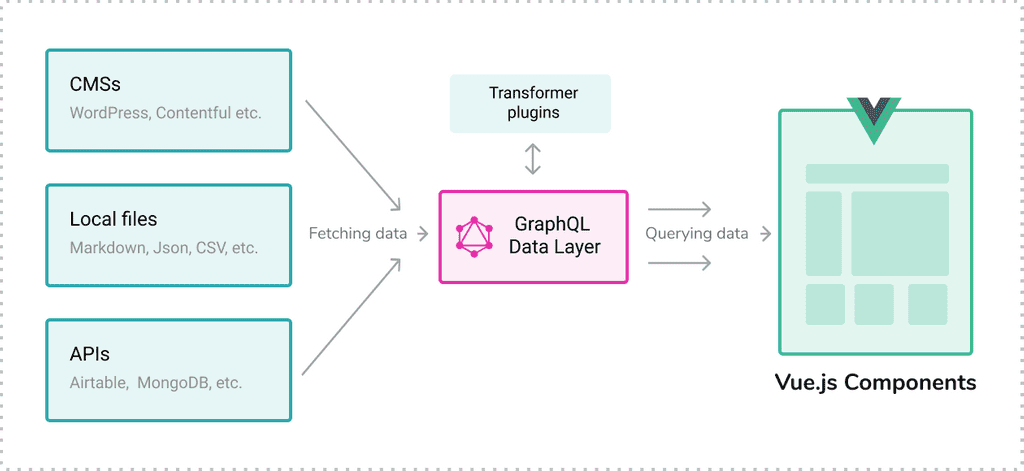 CMSs
WordPress, Contentful etc.
Local files
Markdown, Json, CSV, etc.
APIs
Airtable, MongoDB, etc.
Fetching data
Transformer
plugins
GraphQL
Data Layer
Querying data
Vue.js Components